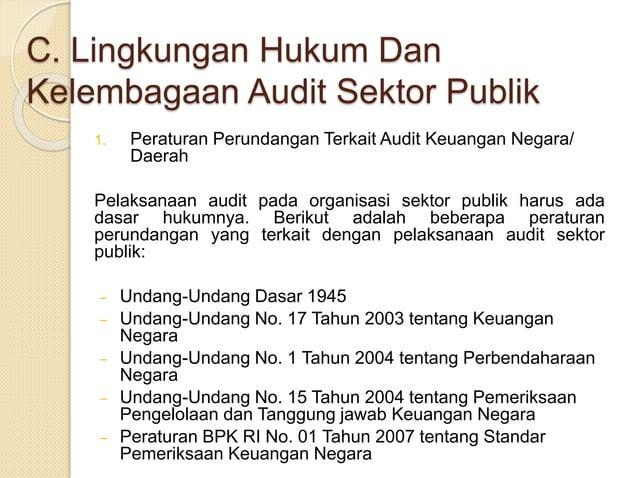 C. Lingkungan Hukum Dan
Kelembagaan Audit Sektor Publik
1. Peraturan Perundangan Terkait Audit Keuangan Negara/
Daerah
Pelaksanaan audit pada organisasi sektor publik harus ada
dasar hukumnya. Berikut adalah beberapa peraturan
perundangan yang terkait dengan pelaksanaan audit sektor
publik:
– Undang-Undang Dasar 1945
– Undang-Undang No. 17 Tahun 2003 tentang Keuangan
Negara
– Undang-Undang No. 1 Tahun 2004 tentang Perbendaharaan
Negara
– Undang-Undang No. 15 Tahun 2004 tentang Pemeriksaan
Pengelolaan dan Tanggung jawab Keuangan Negara
– Peraturan BPK RI No. 01 Tahun 2007 tentang Standar
Pemeriksaan Keuangan Negara